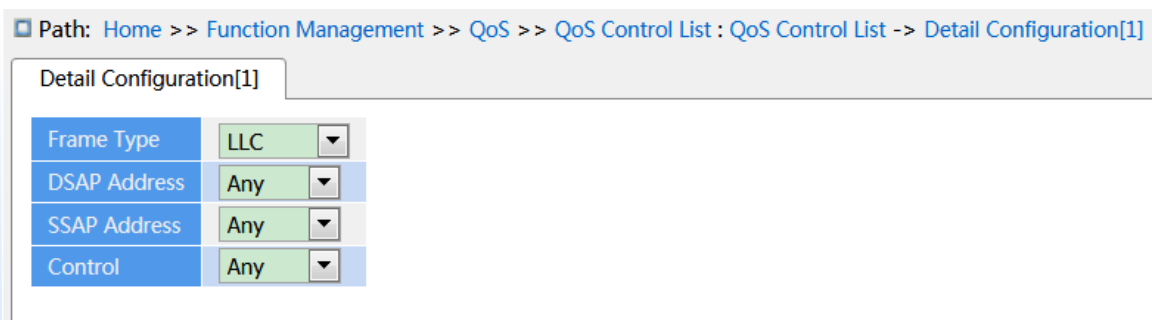 Path: Home >> Function Management >> QoS >> QoS Control List : QoS Control List -> Detail Configuration[1]
Detail Configuration[1]
Frame Type LLC
DSAP Address Any
SSAP Address Any
Control Any